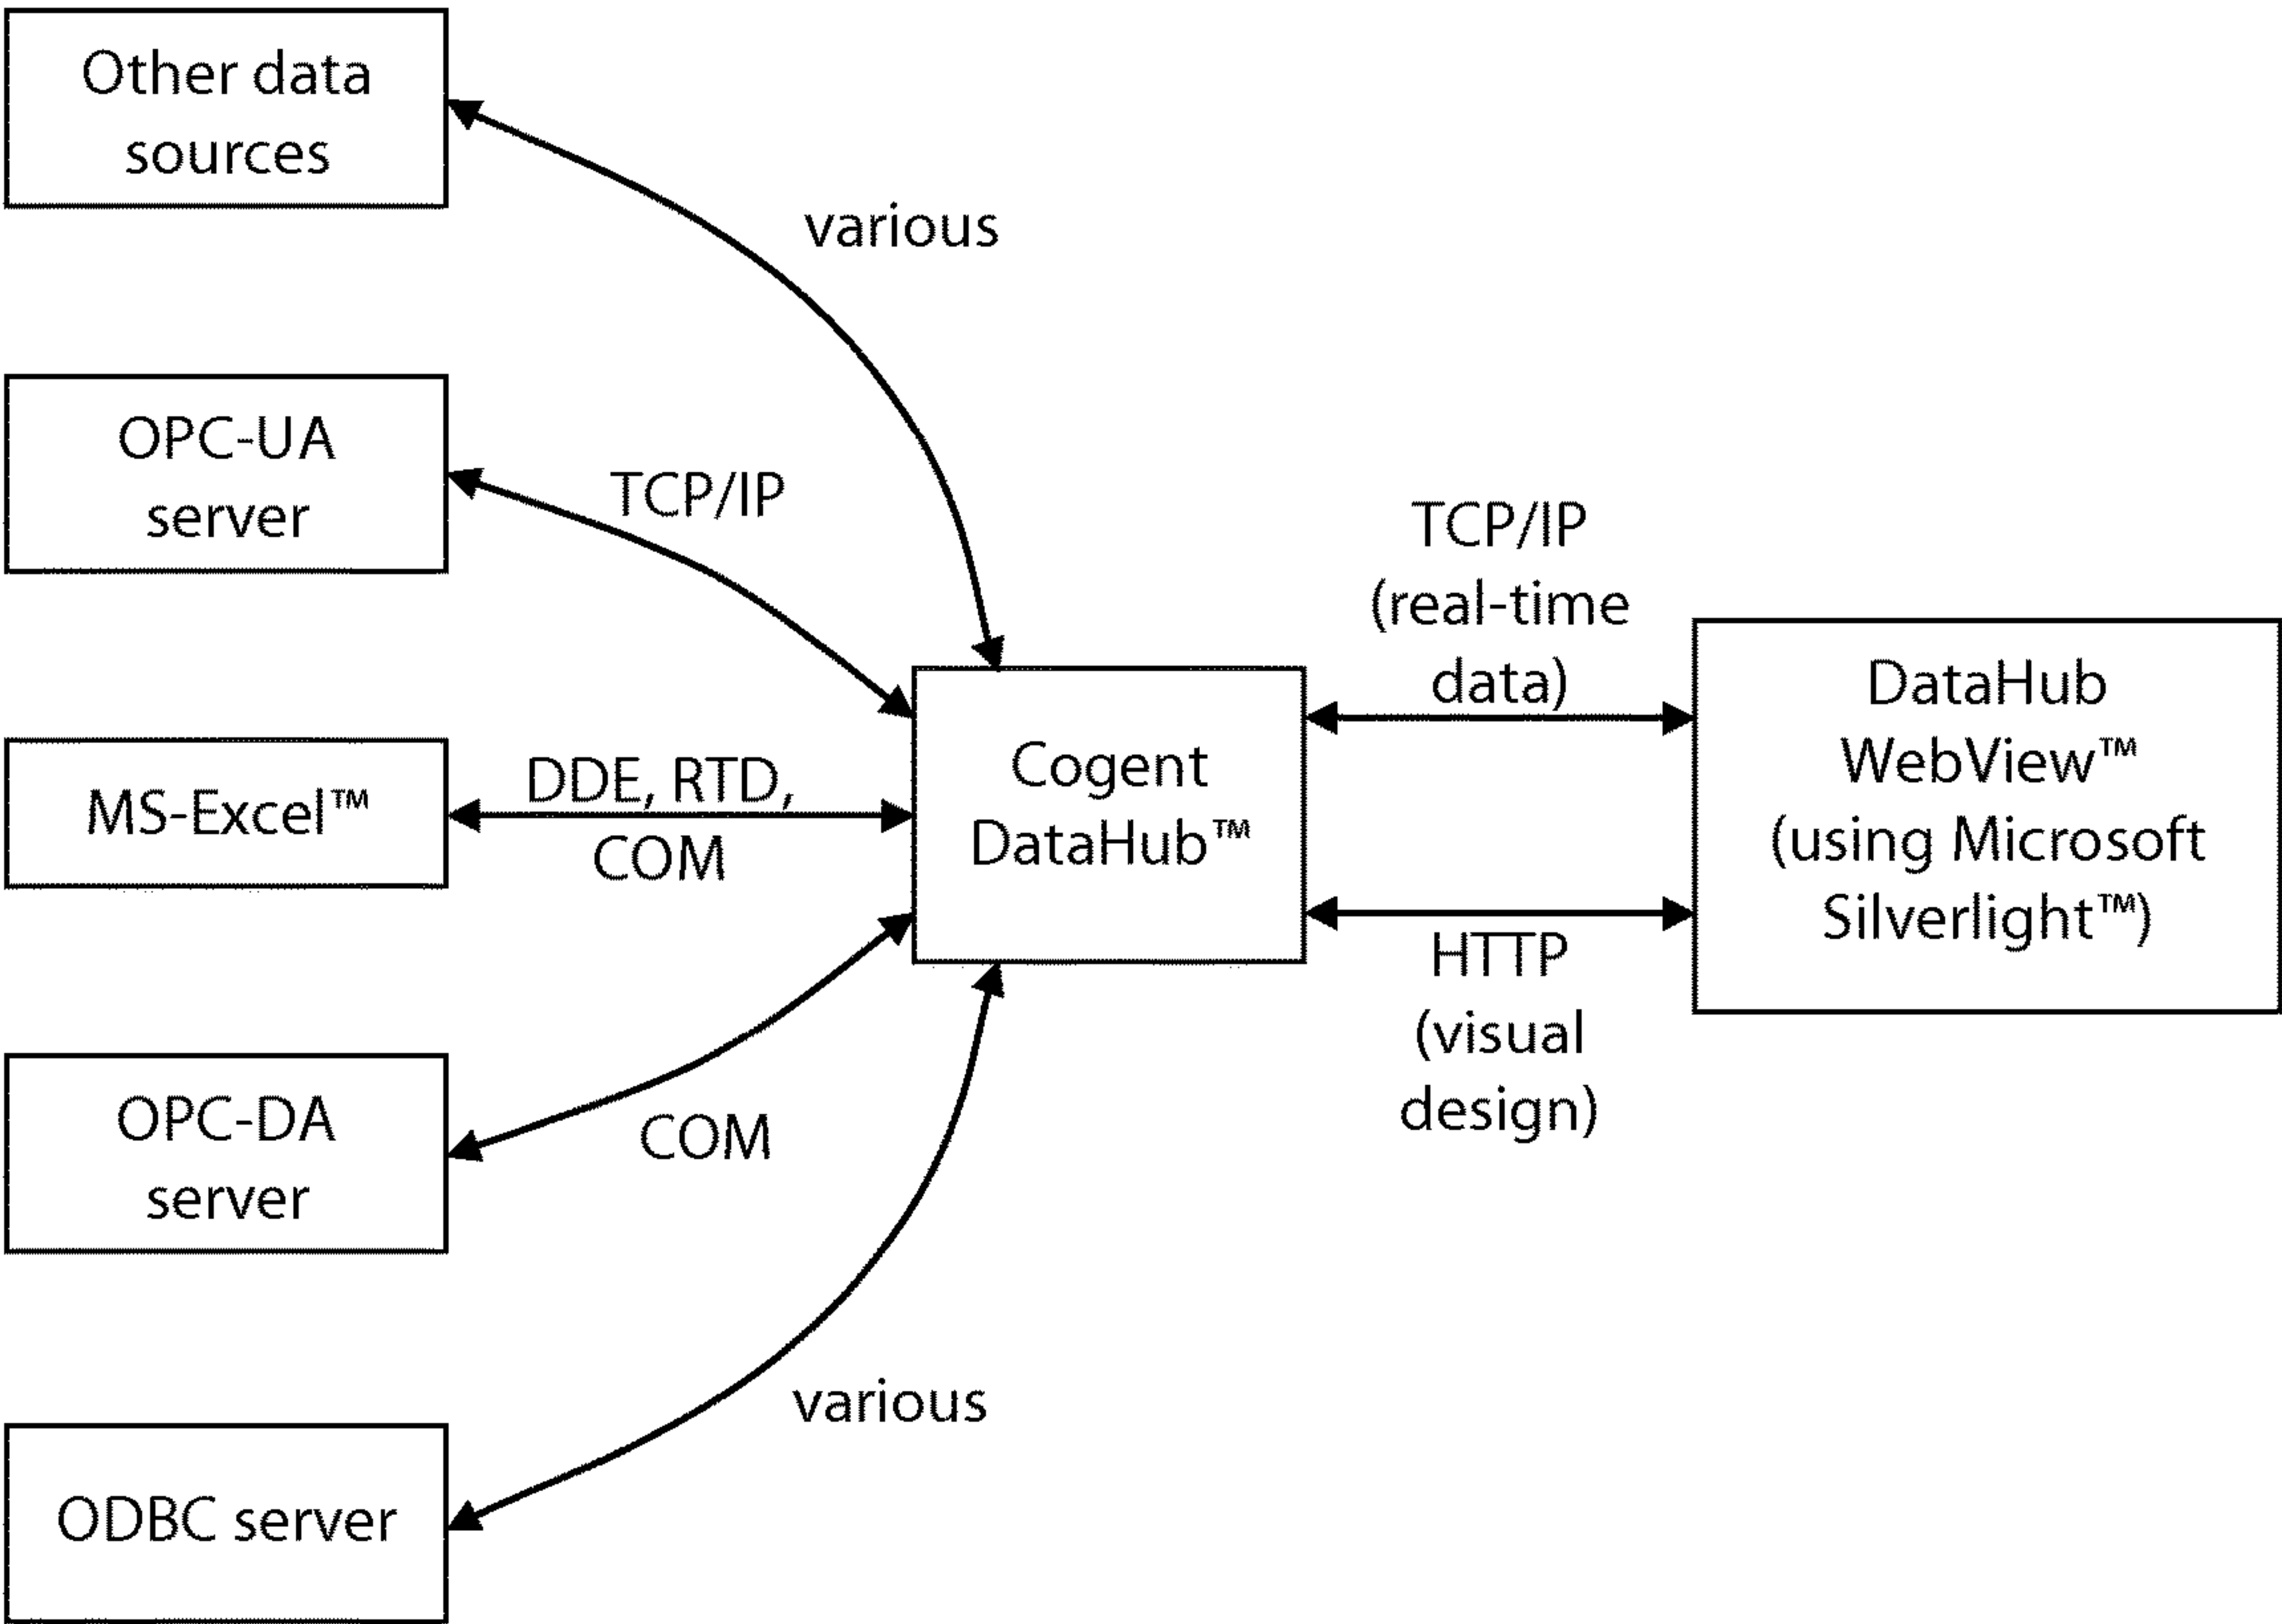 Other data
sources
various
OPC-UA
server
TCP/IP
MS-Excel™
DDE, RTD,
COM
OPC-DA
server
COM
ODBC server
various
Cogent
DataHub™
TCP/IP
(real-time
data)
HTTP
(visual
design)
DataHub
WebView™
(using Microsoft
Silverlight™)